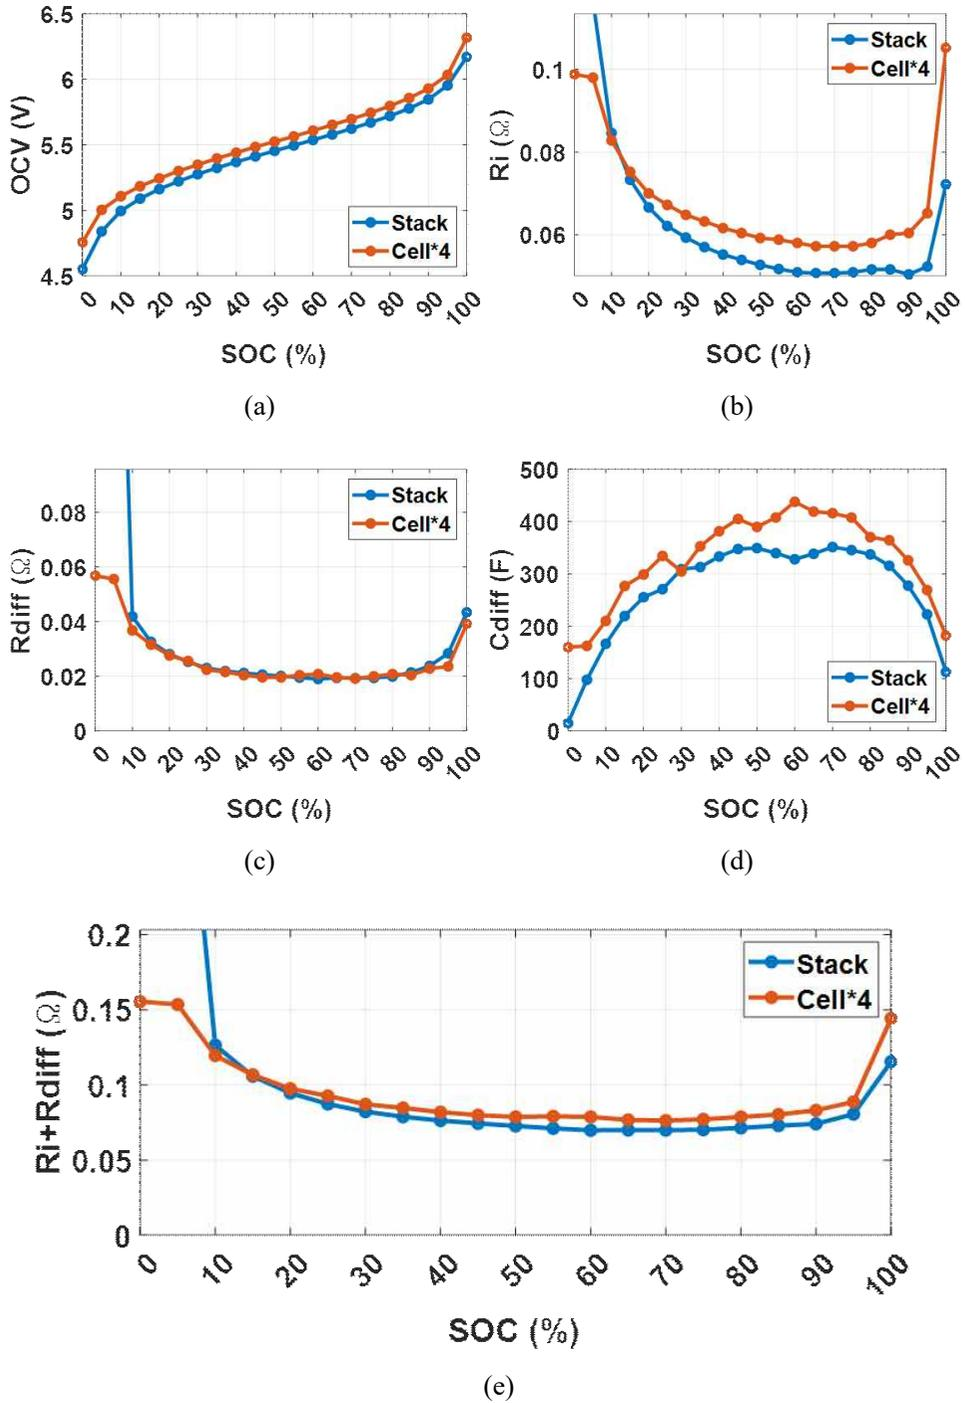 6.5
6
5.5
5
4.5
OCV (V)
Stack
Cell*4
0 10 20 30 40 50 60 70 80 90 100
SOC (%)
(a)
0.1
0.08
0.06
Ri (Ω)
Stack
Cell*4
0 10 20 30 40 50 60 70 80 90 100
SOC (%)
(b)
0.08
0.06
0.04
0.02
0
Rdiff (Ω)
Stack
Cell*4
0 10 20 30 40 50 60 70 80 90 100
SOC (%)
(c)
500
400
300
200
100
0
Cdiff (F)
Stack
Cell*4
0 10 20 30 40 50 60 70 80 90 100
SOC (%)
(d)
0.2
0.15
0.1
0.05
0
Ri+Rdiff (Ω)
Stack
Cell*4
0 10 20 30 40 50 60 70 80 90 100
SOC (%)
(e)